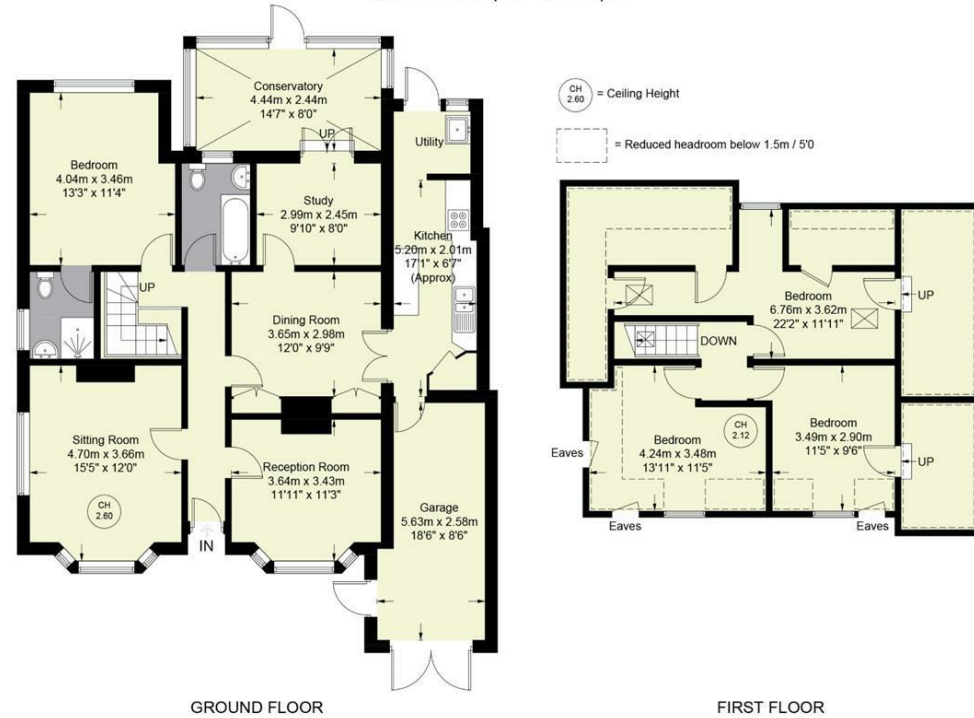 Conservatory
4.44m x 2.44m
14'7" x 8'0"
UP
CH
2.60
= Ceiling Height
= Reduced headroom below 1.5m / 5'0
Utility
Bedroom
4.04m x 3.46m
13'3" x 11'4"
Study
2.99m x 2.45m
9'10" x 8'0"
Kitchen
5.20m x 2.01m
17'1" x 6'7"
(Approx)
UP
Dining Room
3.65m x 2.98m
12'0" x 9'9"
Sitting Room
4.70m x 3.66m
15'5" x 12'0"
CH
2.60
Reception Room
3.64m x 3.43m
11'11" x 11'3"
IN
Garage
5.63m x 2.58m
18'6" x 8'6"
GROUND FLOOR
Bedroom
6.76m x 3.62m
22'2" x 11'11"
UP
DOWN
Bedroom
4.24m x 3.48m
13'11" x 11'5"
CH
2.12
Bedroom
3.49m x 2.90m
11'5" x 9'6"
UP
Eaves
Eaves
Eaves
FIRST FLOOR